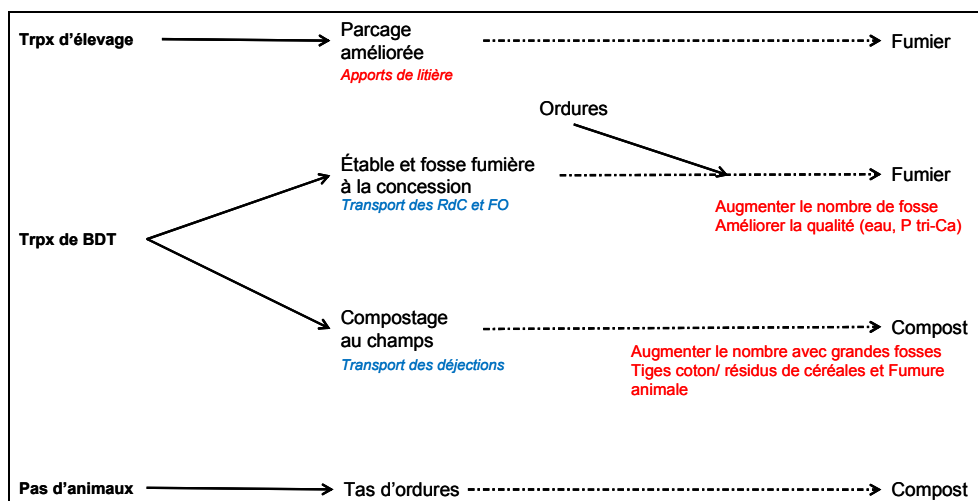 Trpx d'élevage
Parcage
améliorée
Apports de litière
Fumier
Ordures
Étable et fosse fumière
à la concession
Transport des RdC et FO
Fumier
Augmenter le nombre de fosse
Améliorer la qualité (eau, P tri-Ca)
Trpx de BDT
Compostage
au champs
Transport des déjections
Compost
Augmenter le nombre avec grandes fosses
Tiges coton/ résidus de céréales et Fumure
animale
Pas d'animaux
Tas d'ordures
Compost